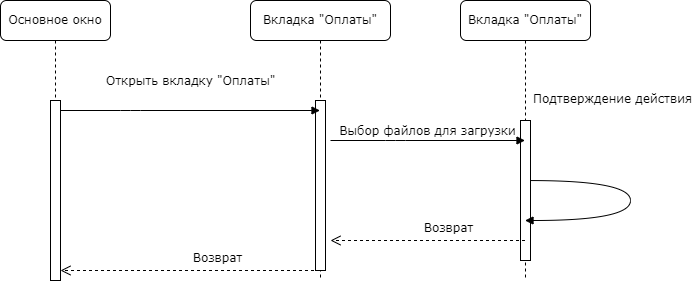 Основное окно
Вкладка "Оплаты"
Вкладка "Оплаты"
Открыть вкладку "Оплаты"
Подтверждение действия
Выбор файлов для загрузки
Возврат
Возврат